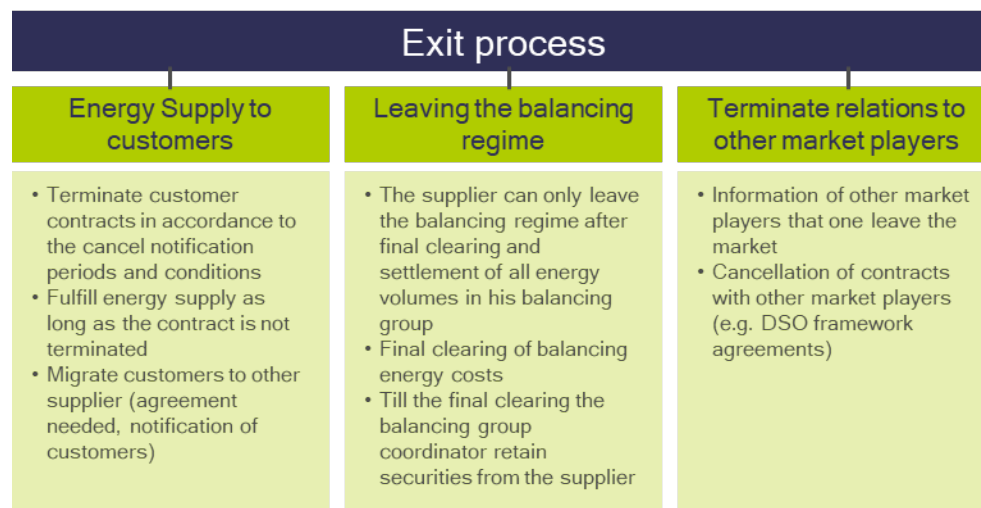 Exit process
Energy Supply to
customers
• Terminate customer
contracts in accordance to
the cancel notification
periods and conditions
• Fulfill energy supply as
long as the contract is not
terminated
• Migrate customers to other
supplier (agreement
needed, notification of
customers)
Leaving the balancing
regime
• The supplier can only leave
the balancing regime after
final clearing and
settlement of all energy
volumes in his balancing
group
• Final clearing of balancing
energy costs
• Till the final clearing the
balancing group
coordinator retain
securities from the supplier
Terminate relations to
other market players
• Information of other market
players that one leave the
market
• Cancellation of contracts
with other market players
(e.g. DSO framework
agreements)